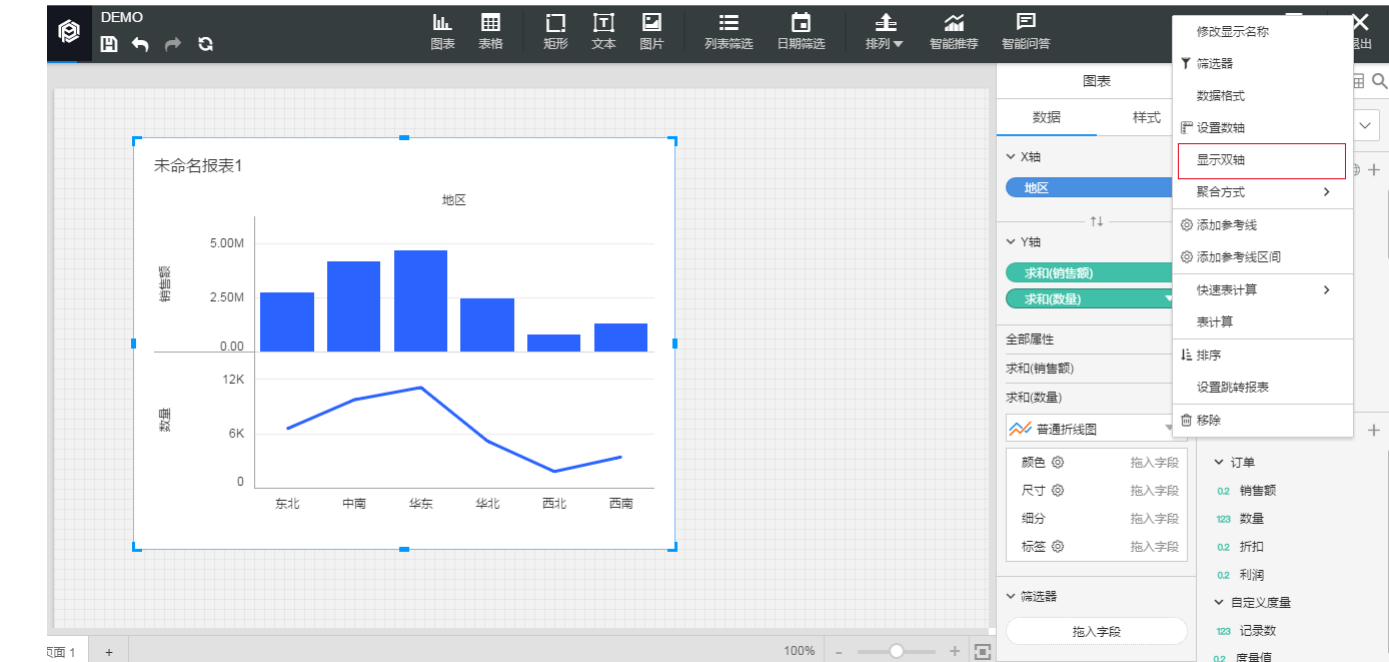 DEMO
图表 表格 矩形 文本 图片 列表筛选 日期筛选 排列 智能推荐 智能问答
未命名报表1
地区
销售额
5.00M
2.50M
0.00
数量
12K
6K
0
东北 中南 华东 华北 西北 西南
图表
数据 样式
X轴
地区
Y轴
求和(销售额)
求和(数量)
全部属性
求和(销售额)
求和(数量)
普通折线图
颜色 拖入字段
尺寸 拖入字段
细分 拖入字段
标签 拖入字段
筛选器
拖入字段
修改显示名称
筛选器
数据格式
设置数轴
显示双轴
聚合方式
添加参考线
添加参考线区间
快速表计算
表计算
排序
设置跳转报表
移除
订单
0.2 销售额
123 数量
0.2 折扣
0.2 利润
自定义度量
123 记录数
0.2 度量值
页面 1 +
100% - +